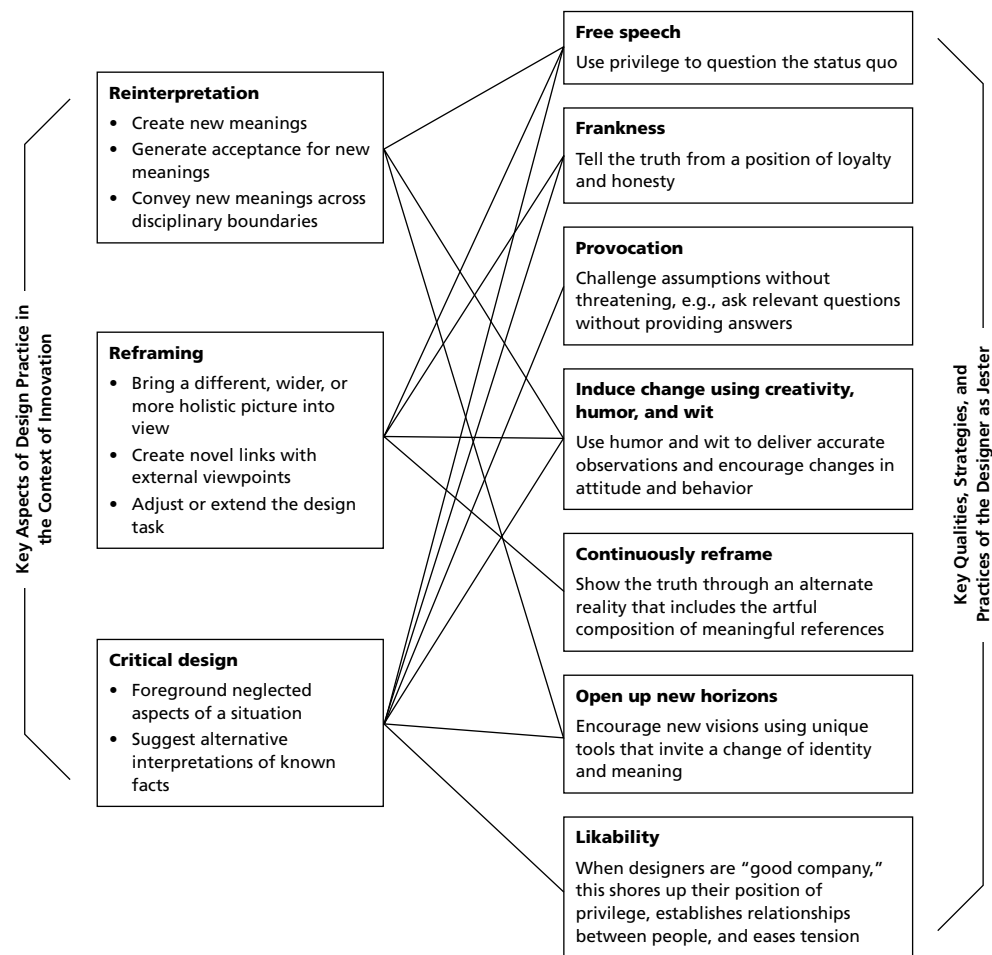 Key Aspects of Design Practice in
the Context of Innovation
Reinterpretation
• Create new meanings
• Generate acceptance for new
meanings
• Convey new meanings across
disciplinary boundaries
Reframing
• Bring a different, wider, or
more holistic picture into
view
• Create novel links with
external viewpoints
• Adjust or extend the design
task
Critical design
• Foreground neglected
aspects of a situation
• Suggest alternative
interpretations of known
facts
Free speech
Use privilege to question the status quo
Frankness
Tell the truth from a position of loyalty
and honesty
Provocation
Challenge assumptions without
threatening, e.g., ask relevant questions
without providing answers
Induce change using creativity,
humor, and wit
Use humor and wit to deliver accurate
observations and encourage changes in
attitude and behavior
Continuously reframe
Show the truth through an alternate
reality that includes the artful
composition of meaningful references
Open up new horizons
Encourage new visions using unique
tools that invite a change of identity
and meaning
Likability
When designers are “good company,”
this shores up their position of
privilege, establishes relationships
between people, and eases tension
Key Qualities, Strategies, and
Practices of the Designer as Jester